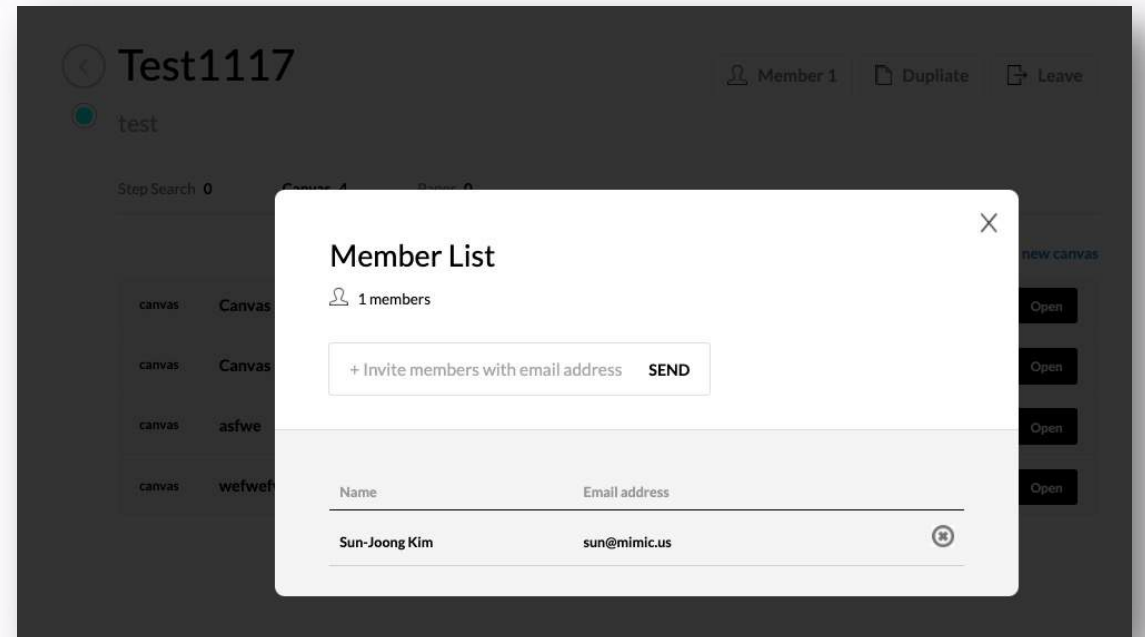 Test1117
Member 1 Dupliate Leave
test
Step Search 0 Canvas 4 Pages 0
Member List
new canvas
1 members
canvas Canvas Open
+ Invite members with email address SEND
canvas Canvas Open
canvas asfwe Open
canvas wefwef Open
Name Email address
Sun-Joong Kim sun@mimic.us